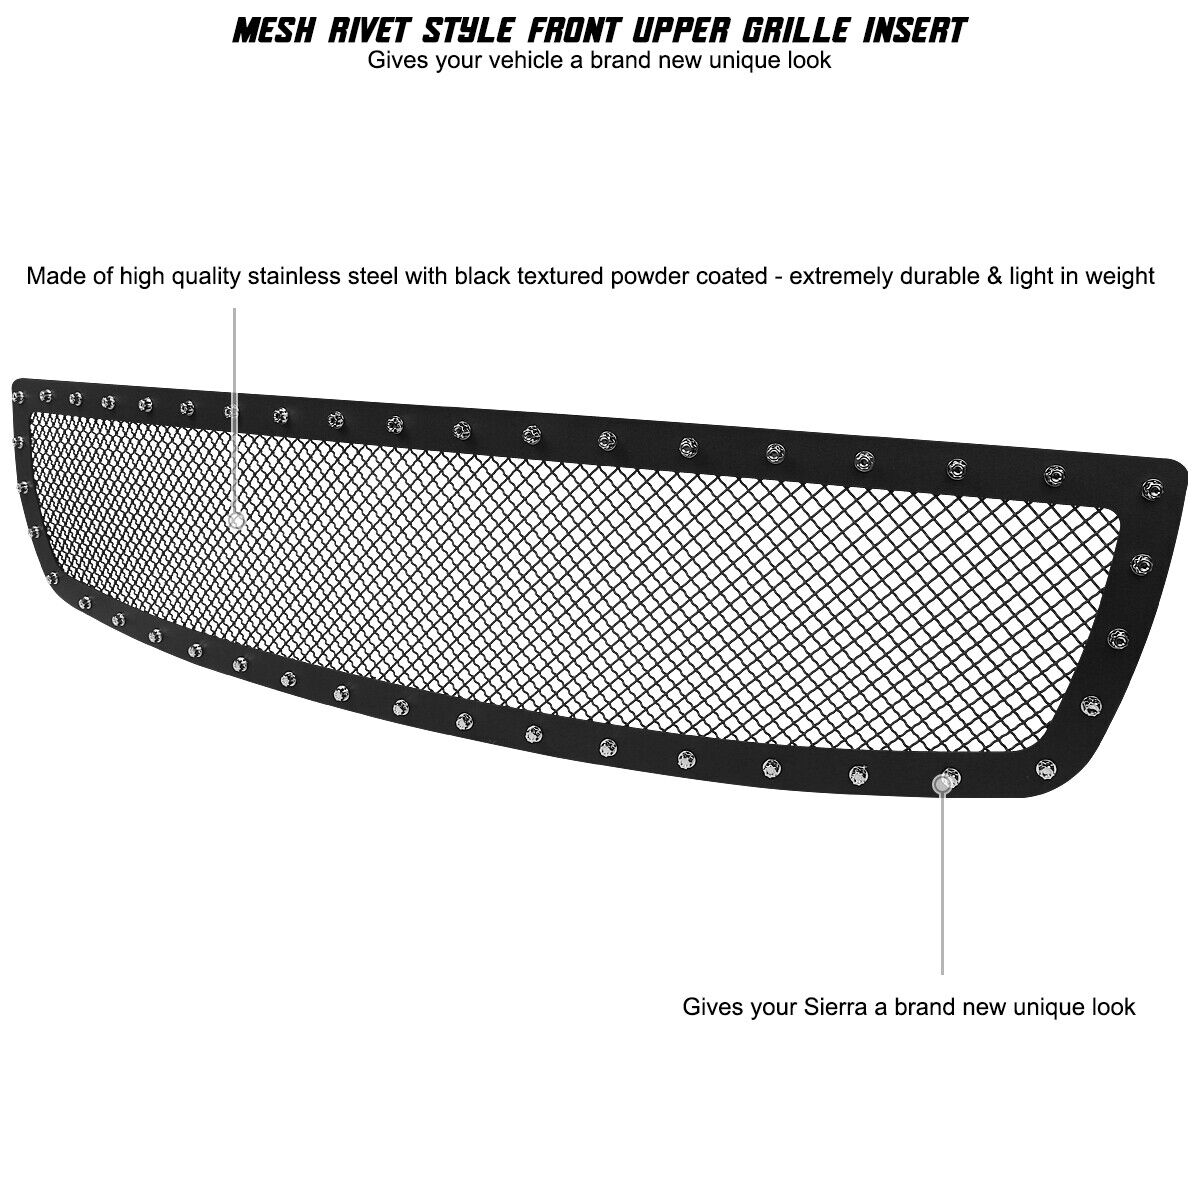 MESH RIVET STYLE FRONT UPPER GRILLE INSERT
Gives your vehicle a brand new unique look
Made of high quality stainless steel with black textured powder coated - extremely durable & light in weight
Gives your Sierra a brand new unique look